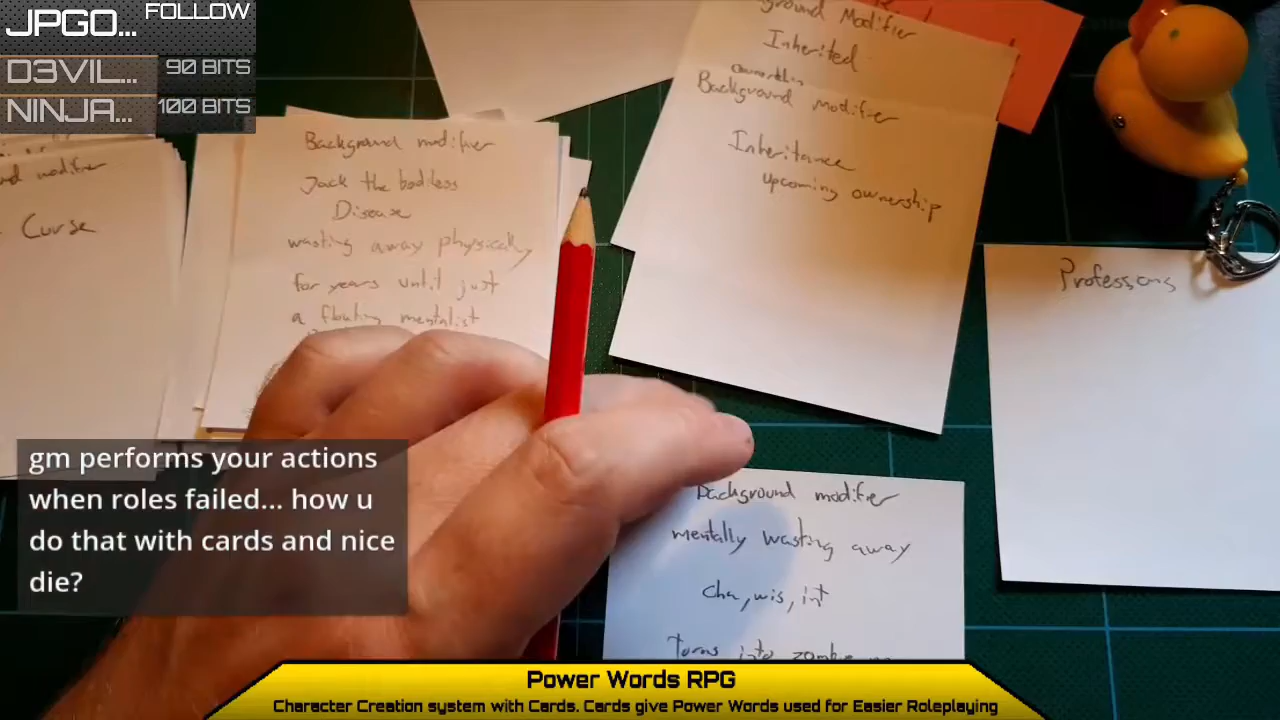 JPGO...
FOLLOW
D3VIL...
90 BITS
NINJA...
100 BITS
modifier
Curse
Background modifier
Jack the bodiless
Disease
wasting away physically
for years until just
a floating mentalist
ground Modifier
Inherited
ownership
Background modifier
Inheritance
upcoming ownership
Professions
Background modifier
mentally wasting away
cha, wis, int
Turns into zombie
gm performs your actions
when roles failed... how u
do that with cards and nice
die?
Power Words RPG
Character Creation system with Cards. Cards give Power Words used for Easier Roleplaying